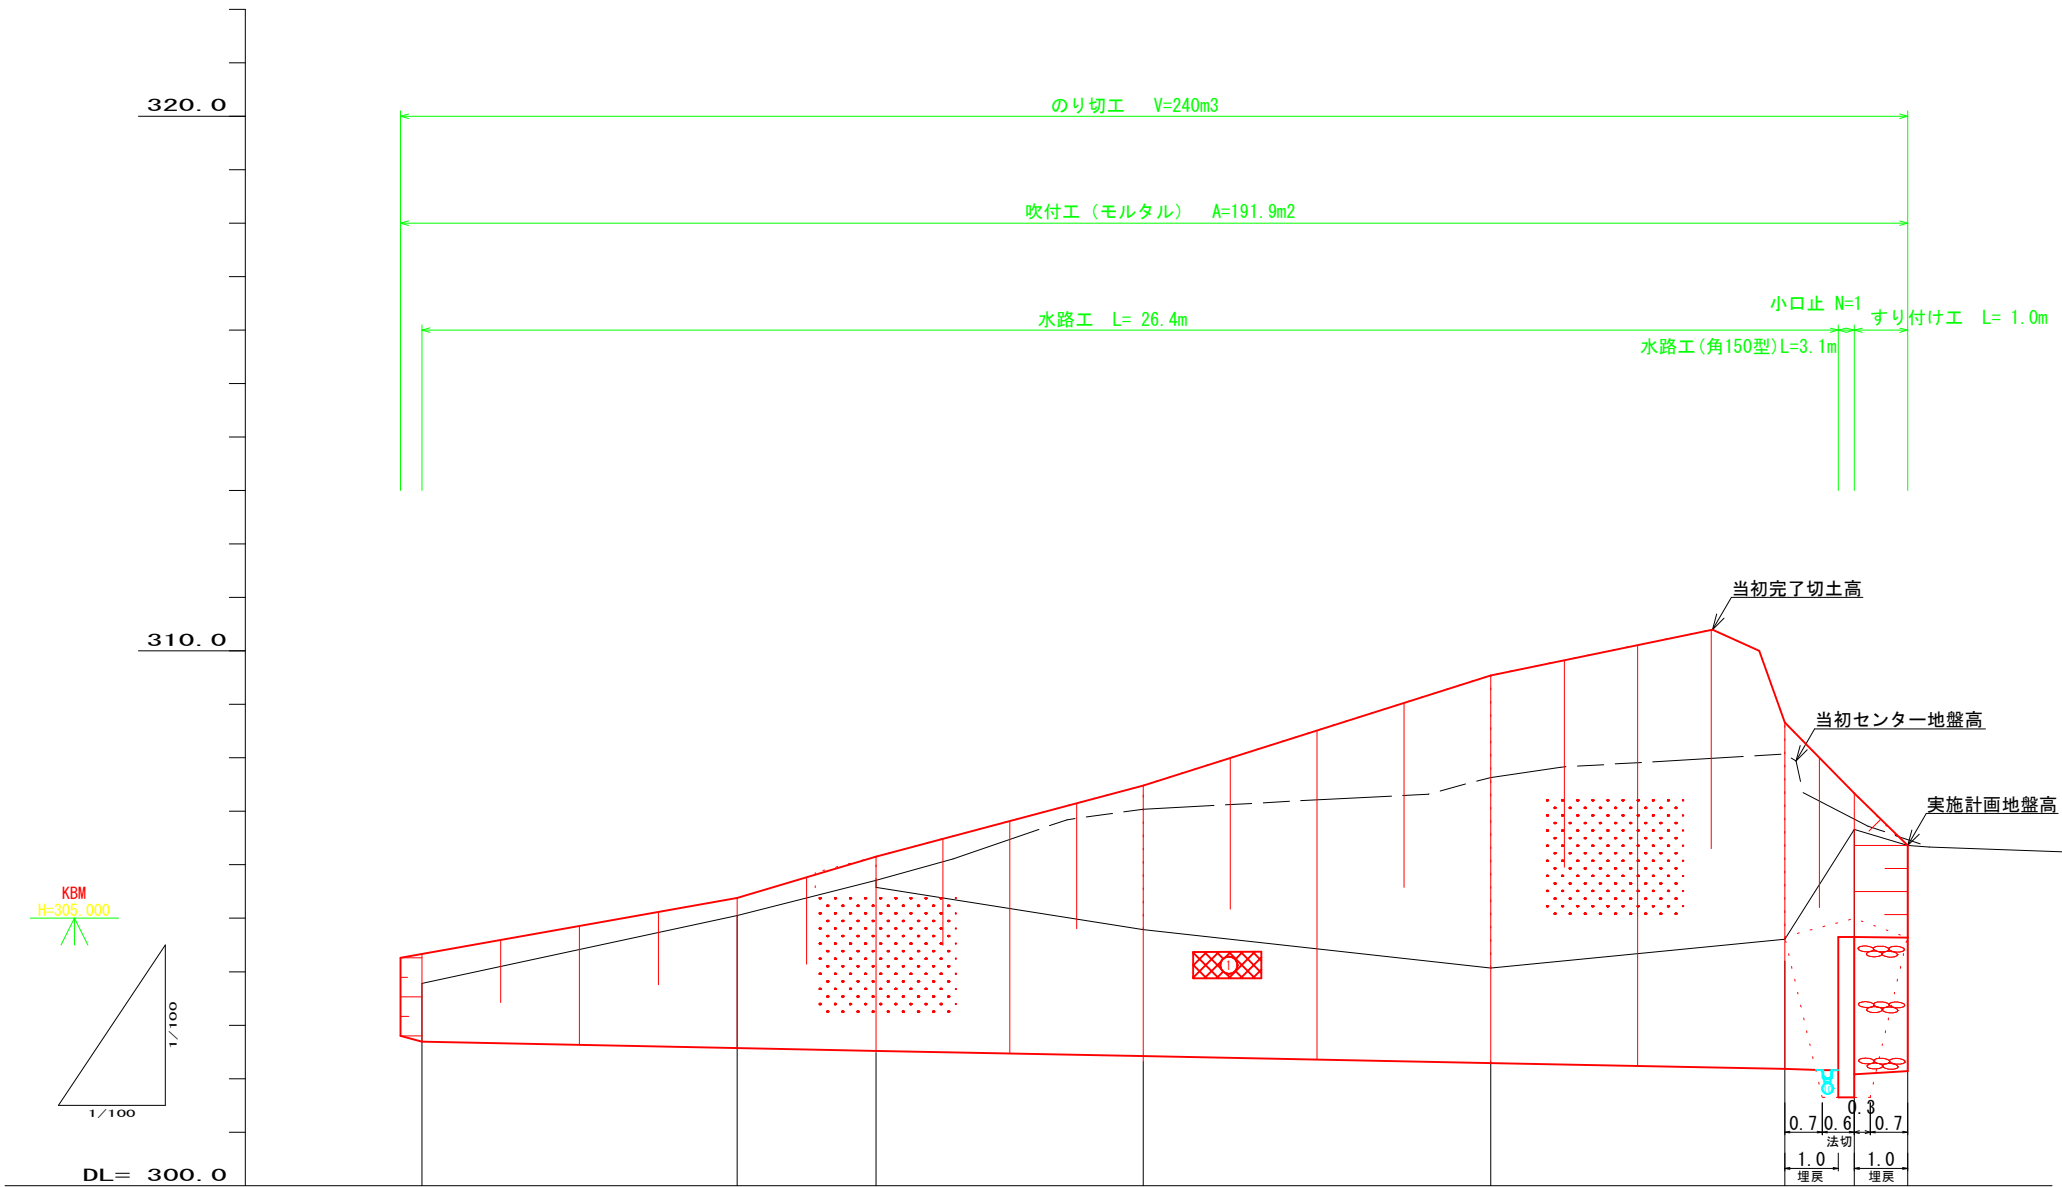 320.0
のり切工 V=240m3
吹付工（モルタル） A=191.9m2
小口止 N=1
水路工 L= 26.4m
すり付け工 L= 1.0m
水路工(角150型)L=3.1m
当初完了切土高
310.0
当初センター地盤高
実施計画地盤高
KBM
H=305.000
1
1/100
1/100
0.3
0.7
0.6
0.7
法切
1.0
1.0
埋戻
埋戻
DL= 300.0